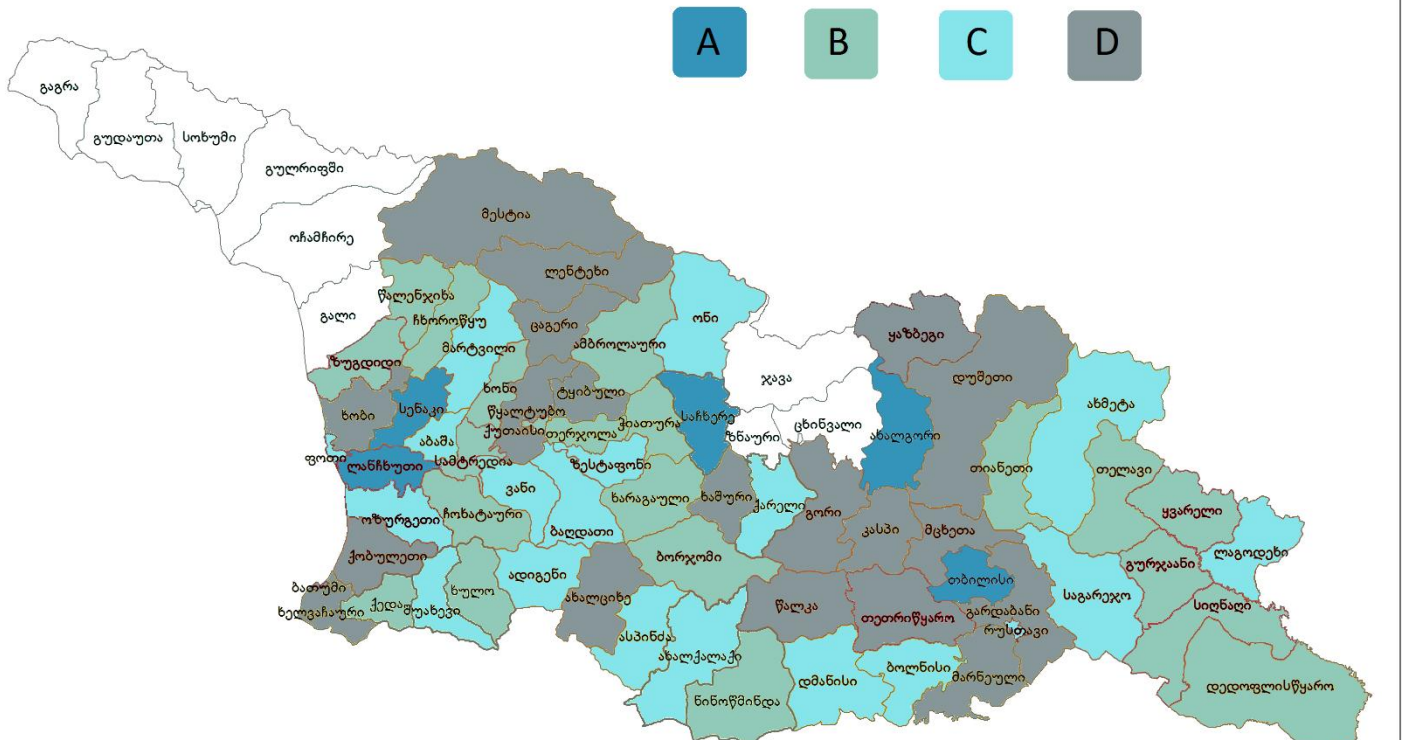 A B C D
გაგრა
გუდაუთა
სოხუმი
გულრიფში
ოჩამჩირე
გალი
მესტია
ლენტეხი
წალენჯიხა
ჩხოროწყუ
მარტვილი
ცაგერი
ამბროლაური
ონი
ზუგდიდი
ხობი
სენაკი
აბაშა
ხონი
წყალტუბო
ტყიბული
ქუთაისი
თერჯოლა
ჭიათურა
საჩხერე
ჯავა
ზნაური
ცხინვალი
ყაზბეგი
დუშეთი
ახალგორი
ახმეტა
თიანეთი
თელავი
ყვარელი
ლაგოდეხი
გურჯაანი
სიღნაღი
დედოფლისწყარო
ფოთი
ლანჩხუთი
სამტრედია
ვანი
ზესტაფონი
ხარაგაული
ხაშური
ქარელი
გორი
კასპი
მცხეთა
თბილისი
საგარეჯო
ოზურგეთი
ჩოხატაური
ბაღდათი
ბორჯომი
ქობულეთი
ბათუმი
ხელვაჩაური
ქედა
შუახევი
ხულო
ადიგენი
ახალციხე
ასპინძა
ახალქალაქი
ნინოწმინდა
წალკა
თეთრიწყარო
გარდაბანი
რუსთავი
დმანისი
ბოლნისი
მარნეული